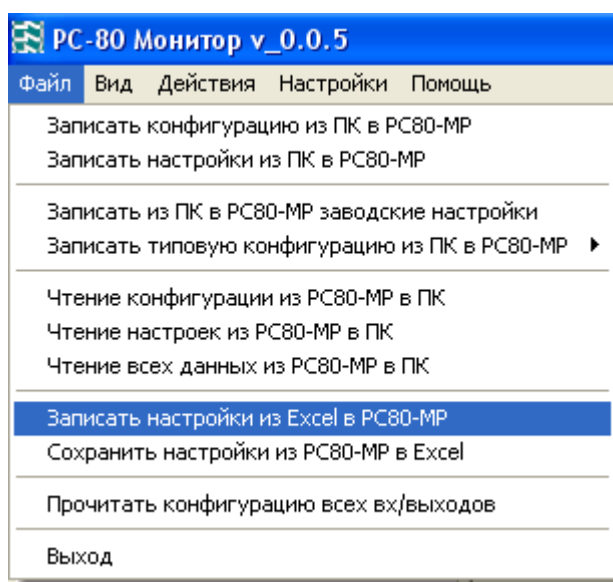 РС-80 Монитор v_0.0.5
Файл Вид Действия Настройки Помощь
Записать конфигурацию из ПК в РС80-МР
Записать настройки из ПК в РС80-МР
Записать из ПК в РС80-МР заводские настройки
Записать типовую конфигурацию из ПК в РС80-МР
Чтение конфигурации из РС80-МР в ПК
Чтение настроек из РС80-МР в ПК
Чтение всех данных из РС80-МР в ПК
Записать настройки из Excel в РС80-МР
Сохранить настройки из РС80-МР в Excel
Прочитать конфигурацию всех вх/выходов
Выход